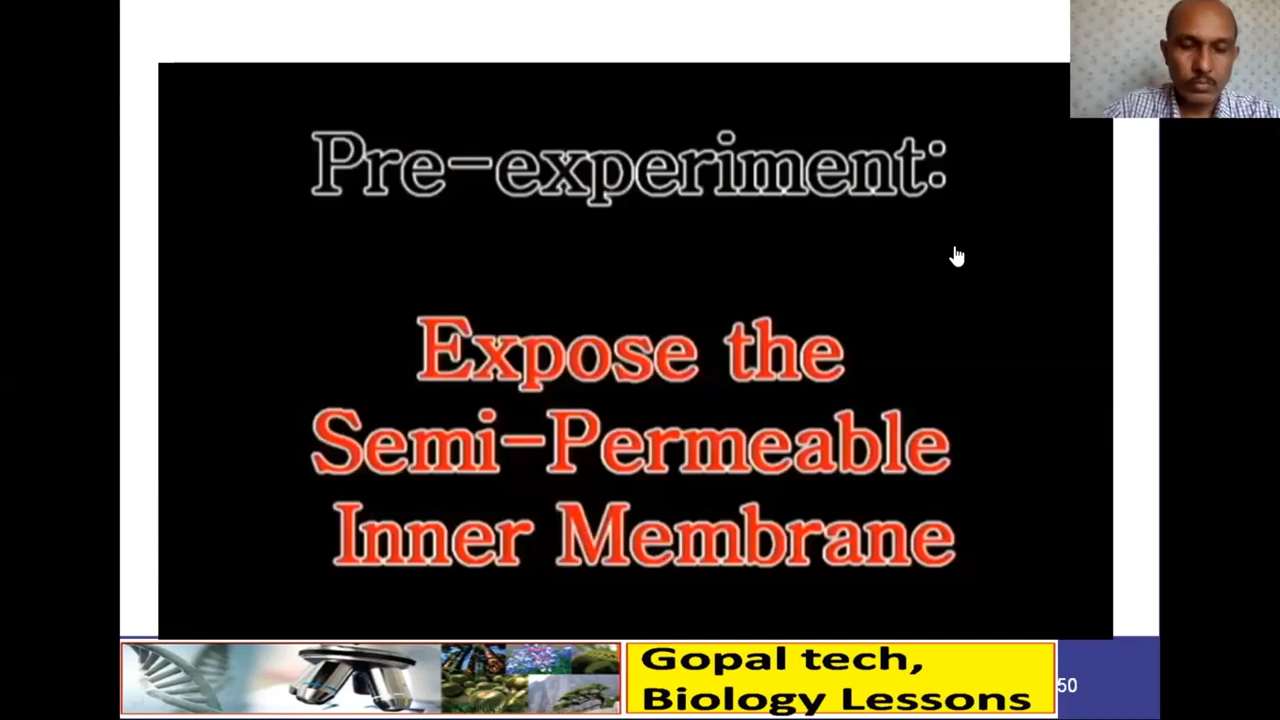 Pre-experiment:
Expose the
Semi-Permeable
Inner Membrane
Gopal tech,
Biology Lessons
50